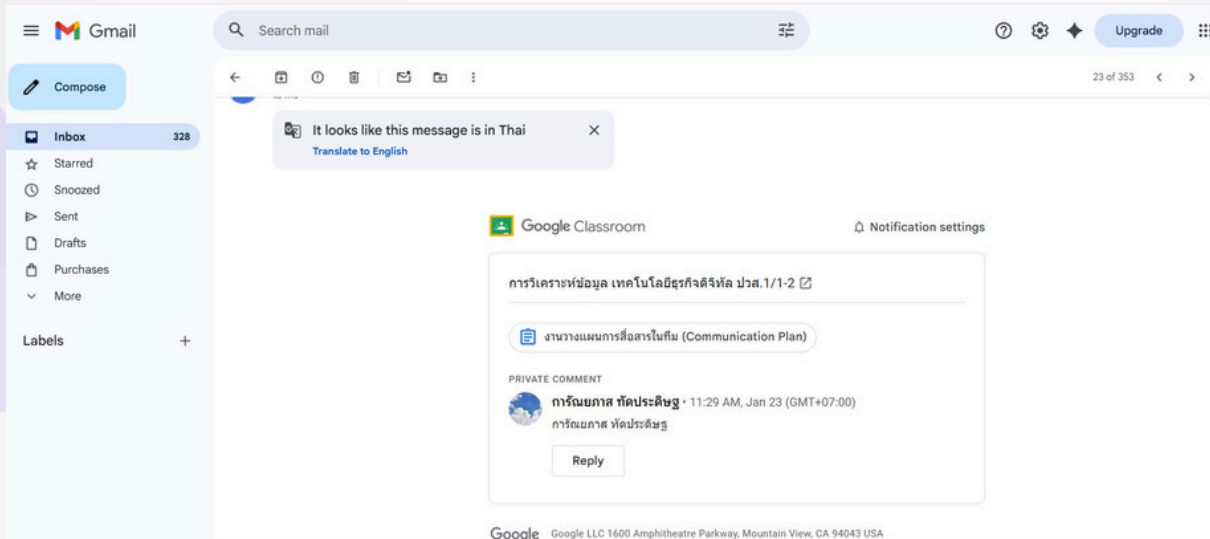 Gmail
Search mail
Upgrade
Compose
23 of 353
Inbox 328
Starred
Snoozed
Sent
Drafts
Purchases
More
Labels
It looks like this message is in Thai
Translate to English
Google Classroom
Notification settings
การวิเคราะห์ข้อมูล เทคโนโลยีธุรกิจดิจิทัล ปวส.1/1-2
งานวางแผนการสื่อสารในทีม (Communication Plan)
PRIVATE COMMENT
การัณยภาส ทัดประดิษฐ • 11:29 AM, Jan 23 (GMT+07:00)
การัณยภาส ทัดประดิษฐ
Reply
Google Google LLC 1600 Amphitheatre Parkway, Mountain View, CA 94043 USA